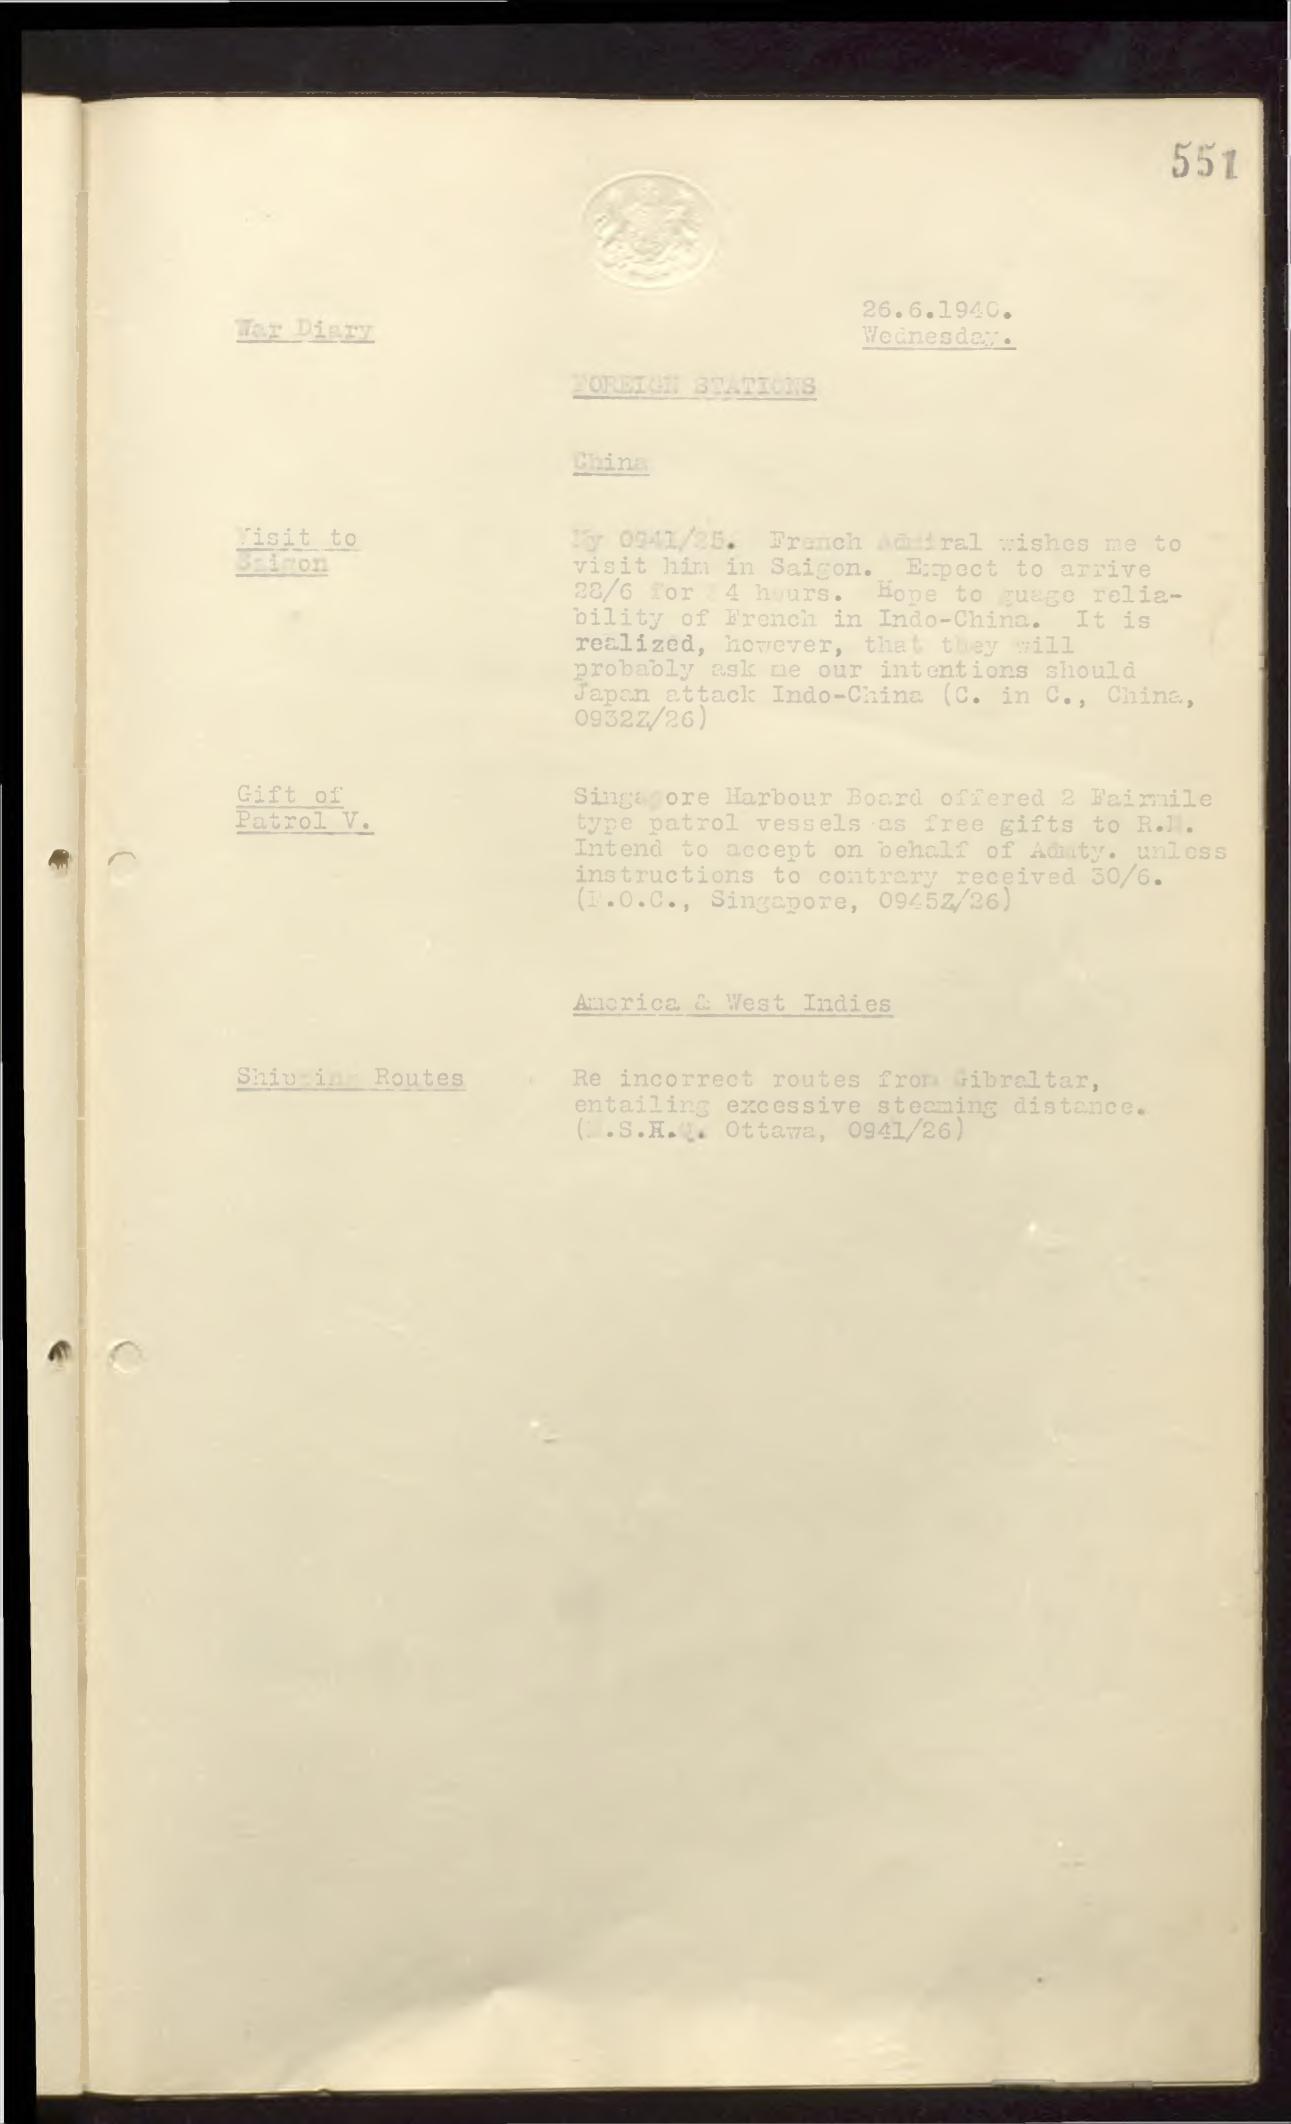 551
War Diary
26.6.1940.
Wednesday.
FOREIGN STATIONS
China
Visit to
Saigon
My 0941/25. French Admiral wishes me to
visit him in Saigon. Expect to arrive
28/6 for 24 hours. Hope to guage relia-
bility of French in Indo-China. It is
realized, however, that they will
probably ask me our intentions should
Japan attack Indo-China (C. in C., China,
0932Z/26)
Gift of
Patrol V.
Singapore Harbour Board offered 2 Fairmile
type patrol vessels as free gifts to R.N.
Intend to accept on behalf of Admty. unless
instructions to contrary received 30/6.
(F.O.C., Singapore, 0945Z/26)
America & West Indies
Shipping Routes
Re incorrect routes from Gibraltar,
entailing excessive steaming distance.
(N.S.H.Q. Ottawa, 0941/26)